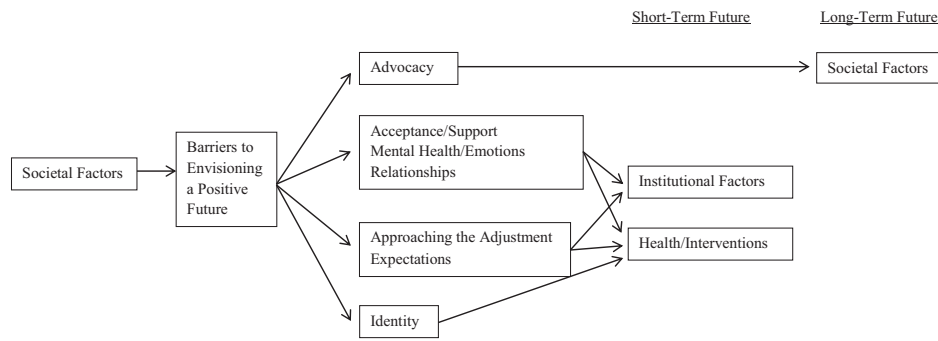 Short-Term Future
Long-Term Future
Advocacy
Societal Factors
Acceptance/Support
Mental Health/Emotions
Relationships
Barriers to
Envisioning
a Positive
Future
Societal Factors
Institutional Factors
Approaching the Adjustment
Expectations
Health/Interventions
Identity